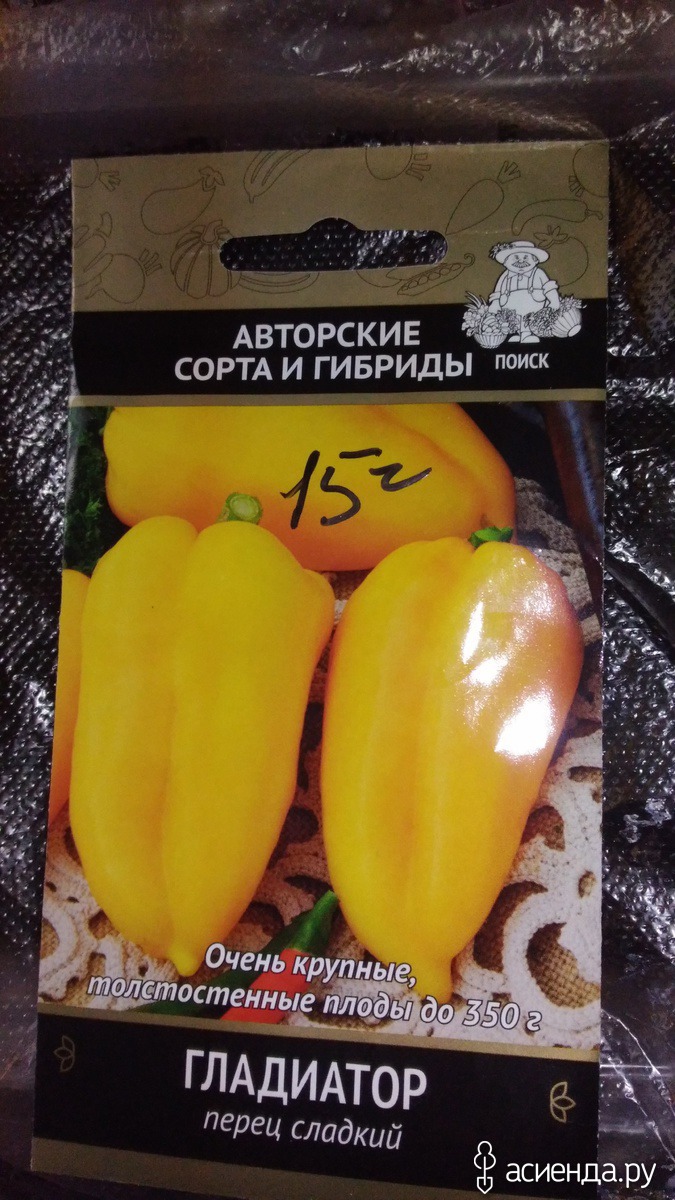 АВТОРСКИЕ
СОРТА И ГИБРИДЫ
ПОИСК
15г
Очень крупные,
толстостенные плоды до 350 г
ГЛАДИАТОР
перец сладкий
асиенда.ру